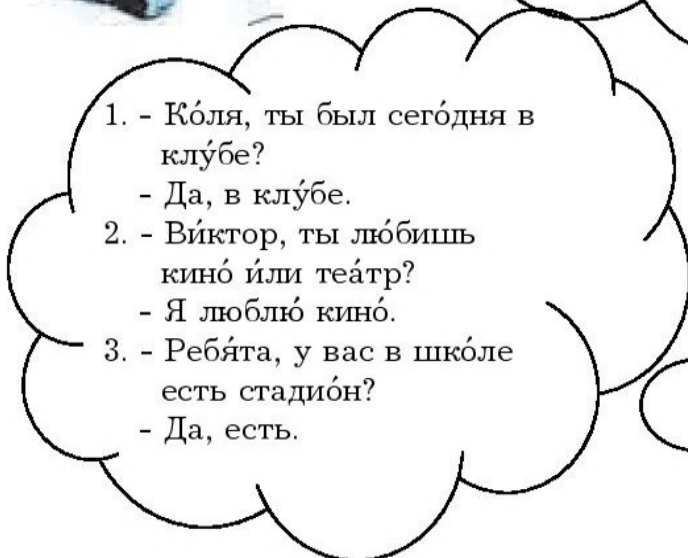 1. - Ко́ля, ты был сего́дня в
клу́бе?
- Да, в клу́бе.
2. - Ви́ктор, ты лю́бишь
кино́ и́ли теа́тр?
- Я люблю́ кино́.
3. - Ребя́та, у вас в шко́ле
есть стадио́н?
- Да, есть.